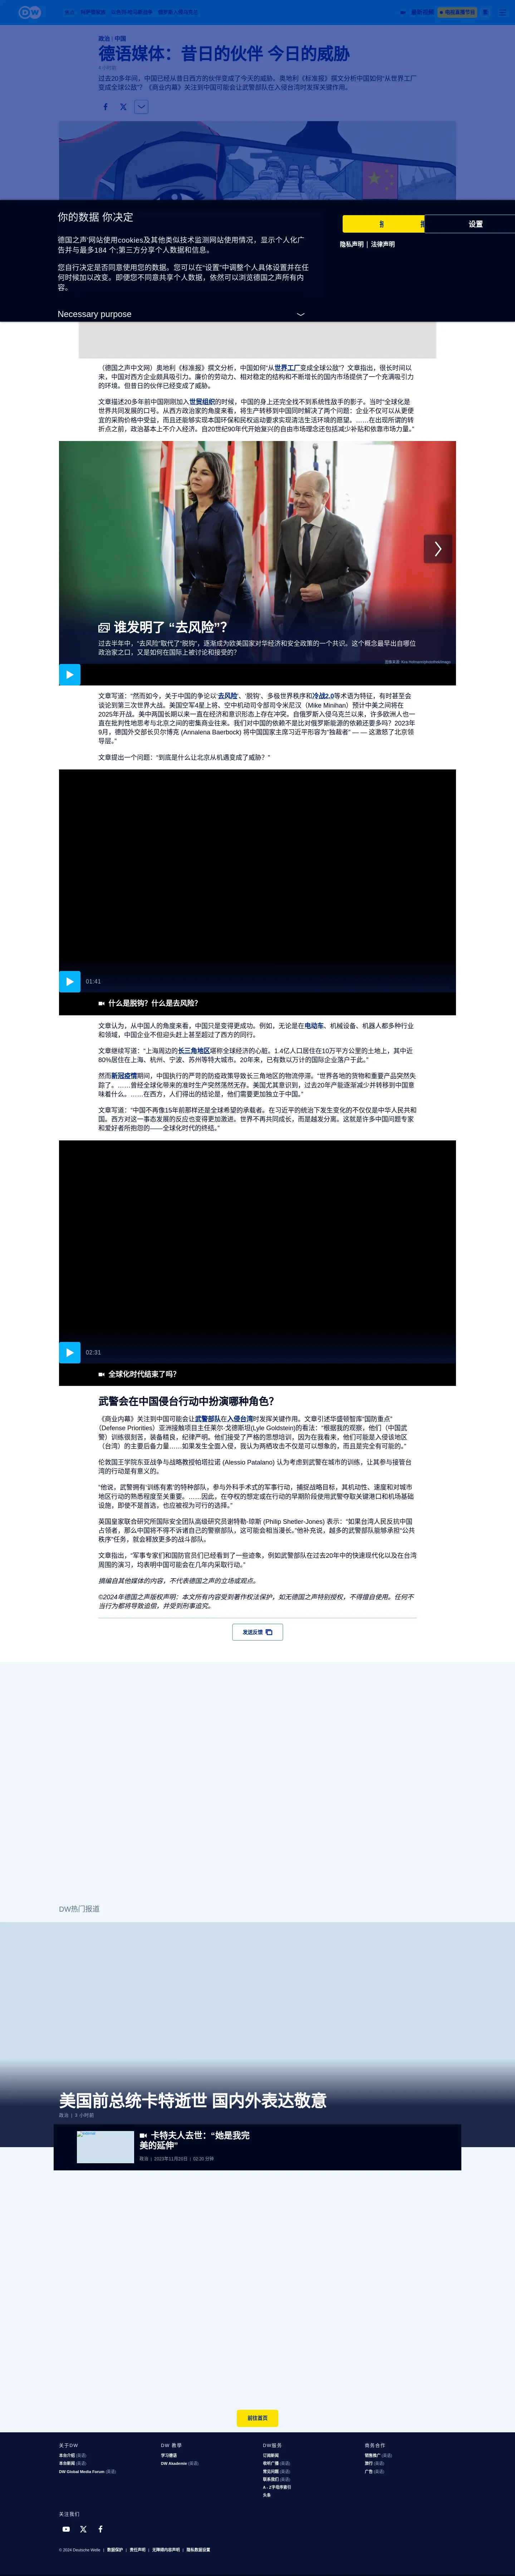 政治 | 中国
德语媒体：昔日的伙伴 今日的威胁
过去20多年间，中国已经从昔日西方的伙伴变成了今天的威胁。奥地利《标准报》撰文分析中国如何“从世界工厂
变成全球公敌”？《商业内幕》关注到中国可能会让武警部队在入侵台湾时发挥关键作用。
你的数据 你决定
设置
隐私声明 | 法律声明
德国之声'网站使用cookies及其他类似技术监测网站使用情况，显示个人化广
告并与最多184 个;第三方分享个人数据和信息。
您自行决定是否同意使用您的数据。您可以在“设置”中调整个人具体设置并在任
何时候加以改变。即使您不同意共享个人数据，依然可以浏览德国之声所有内
容。
Necessary purpose
（德国之声中文网）奥地利《标准报》撰文分析，中国如何“从世界工厂变成全球公敌”？文章指出，很长时间以
来，中国对西方企业颇具吸引力。廉价的劳动力、相对稳定的结构和不断增长的国内市场提供了一个充满吸引力
的环境。但昔日的伙伴已经变成了威胁。
文章描述20多年前中国刚刚加入世贸组织的时候，中国的身上还完全找不到系统性敌手的影子。当时“全球化是
世界共同发展的口号。从西方政治家的角度来看，将生产转移到中国同时解决了两个问题：企业不仅可以从更便
宜的采购价格中受益，而且还能够实现本国环保和民权运动要求实现清洁生活环境的愿望。……在出现所谓的转
折点之前，政治基本上不介入经济。自20世纪90年代开始复兴的自由市场理念还包括减少补贴和依靠市场力量。”
谁发明了 “去风险”？
过去半年中，“去风险”取代了“脱钩”，逐渐成为欧美国家对华经济和安全政策的一个共识。这个概念最早出自哪位
政治家之口，又是如何在国际上被讨论和接受的？
文章写道：“然而如今，关于中国的争论以‘去风险’、‘脱钩’、多极世界秩序和冷战2.0等术语为特征，有时甚至会
谈论到第三次世界大战。美国空军4星上将、空中机动司令部司令米尼汉（Mike Minihan）预计中美之间将在
2025年开战。美中两国长期以来一直在经济和意识形态上存在冲突。自俄罗斯入侵乌克兰以来，许多欧洲人也一
直在批判性地思考与北京之间的密集商业往来。我们对中国的依赖不是比对俄罗斯能源的依赖还要多吗？2023年
9月，德国外交部长贝尔博克 (Annalena Baerbock) 将中国国家主席习近平形容为“独裁者” — — 这激怒了北京领
导层。”
文章提出一个问题：“到底是什么让北京从机遇变成了威胁？”
01:41
什么是脱钩？什么是去风险？
文章认为，从中国人的角度来看，中国只是变得更成功。例如，无论是在电动车、机械设备、机器人都多种行业
和领域，中国企业不但迎头赶上甚至超过了西方的同行。
文章继续写道：“上海周边的长三角地区堪称全球经济的心脏。1.4亿人口居住在10万平方公里的土地上，其中近
80%居住在上海、杭州、宁波、苏州等特大城市。20年来，已有数以万计的国际企业落户于此。”
然而新冠疫情期间，中国执行的严苛的防疫政策导致长三角地区的物流停滞。“世界各地的货物和重要产品突然失
踪了。……曾经全球化带来的准时生产突然荡然无存。美国尤其意识到，过去20年产能逐渐减少并转移到中国意
味着什么。……在西方，人们得出的结论是，他们需要更加独立于中国。”
文章写道：“中国不再像15年前那样还是全球希望的承载者。在习近平的统治下发生变化的不仅仅是中华人民共和
国。西方对这一事态发展的反应也变得更加激进。世界不再共同成长，而是越发分离。这就是许多中国问题专家
和爱好者所抱怨的——全球化时代的终结。”
02:31
全球化时代结束了吗？
武警会在中国侵台行动中扮演哪种角色？
《商业内幕》关注到中国可能会让武警部队在入侵台湾时发挥关键作用。文章引述华盛顿智库“国防重点”
《Defense Priorities》亚洲接触项目主任莱尔·戈德斯坦(Lyle Goldstein)的看法：“根据我的观察，他们（中国武
警）训练很刻苦，装备精良，纪律严明。他们接受了严格的思想培训，因为在我看来，他们可能是入侵该地区
（台湾）的主要后备力量……如果发生全面入侵，我认为两栖攻击不仅是可以想象的，而且是完全有可能的。”
伦敦国王学院东亚战争与战略教授帕塔拉诺 (Alessio Patalano) 认为考虑到武警在城市的训练，让其参与接管台
湾的行动是有意义的。
“他说，武警拥有‘训练有素’的特种部队，参与外科手术式的军事行动，捕捉战略目标，其机动性、速度和对城市
地区行动的熟悉程度至关重要。……因此，在夺权的想定或在行动的早期阶段使用武警夺取关键港口和机场基础
设施，即使不是首选，也应被视为可行的选择。”
英国皇家联合研究所国际安全团队高级研究员谢特勒-琼斯 (Philip Shetler-Jones) 表示：“如果台湾人民反抗中国
占领者，那么中国将不得不诉诸自己的警察部队，这可能会相当漫长。”他补充说，越多的武警部队能够承担“公共
秩序”任务，就会释放更多的战斗部队。
文章指出，“军事专家们和国防官员们已经看到了一些迹象，例如武警部队在过去20年中的快速现代化以及在台湾
周围的演习，均表明中国可能会在几年内采取行动。”
摘编自其他媒体的内容，不代表德国之声的立场或观点。
©2024年德国之声版权声明：本文所有内容受到著作权法保护，如无德国之声特别授权，不得擅自使用。任何不
当行为都将导致追偿，并受到刑事追究。
发送反馈
DW热门报道
美国前总统卡特逝世 国内外表达敬意
政治 | 3 小时前
卡特夫人去世：“她是我完
美的延伸”
政治 | 2023年11月20日 | 02:20 分钟
前往首页
关于DW
本台介绍 (英语)
本台新闻 (英语)
DW Global Media Forum (英语)
DW 教学
学习德语
DW Akademie (英语)
DW服务
订阅新闻
收听广播 (英语)
常见问题 (英语)
联系我们 (英语)
A - Z字母序索引
头条
商务合作
销售推广 (英语)
旅行 (英语)
广告 (英语)
关注我们
© 2024 Deutsche Welle | 数据保护 | 责任声明 | 无障碍内容声明 | 隐私数据设置